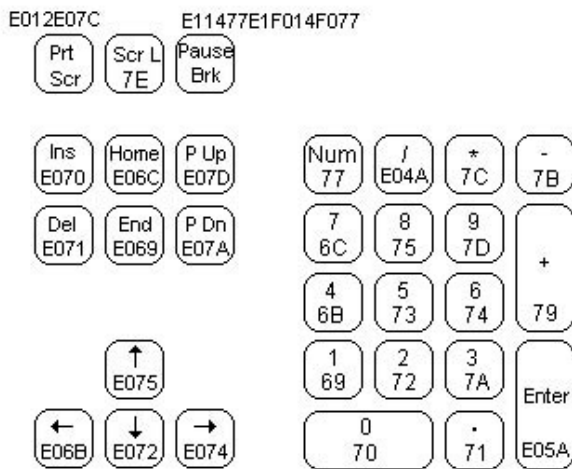 E012E07C E11477E1F014F077
Prt Scr L Pause
Scr 7E Brk
Ins Home P Up Num / * -
E070 E06C E07D 77 E04A 7C 7B
Del End P Dn 7 8 9
E071 E069 E07A 6C 75 7D
+
4 5 6
6B 73 74 79
↑ 1 2 3
E075 69 72 7A
Enter
← ↓ → 0 .
E06B E072 E074 70 71 E05A